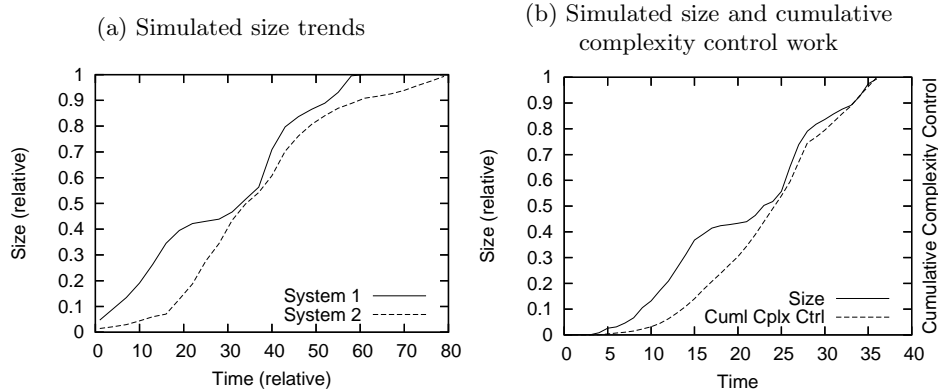 (a) Simulated size trends
1
0.9
0.8
0.7
0.6
0.5
0.4
0.3
0.2
0.1
0
0 10 20 30 40 50 60 70 80
Size (relative)
Time (relative)
System 1
System 2
(b) Simulated size and cumulative
complexity control work
1
0.9
0.8
0.7
0.6
0.5
0.4
0.3
0.2
0.1
0
0 5 10 15 20 25 30 35 40
Size (relative)
Time
Cumulative Complexity Control
Size
Cuml Cplx Ctrl